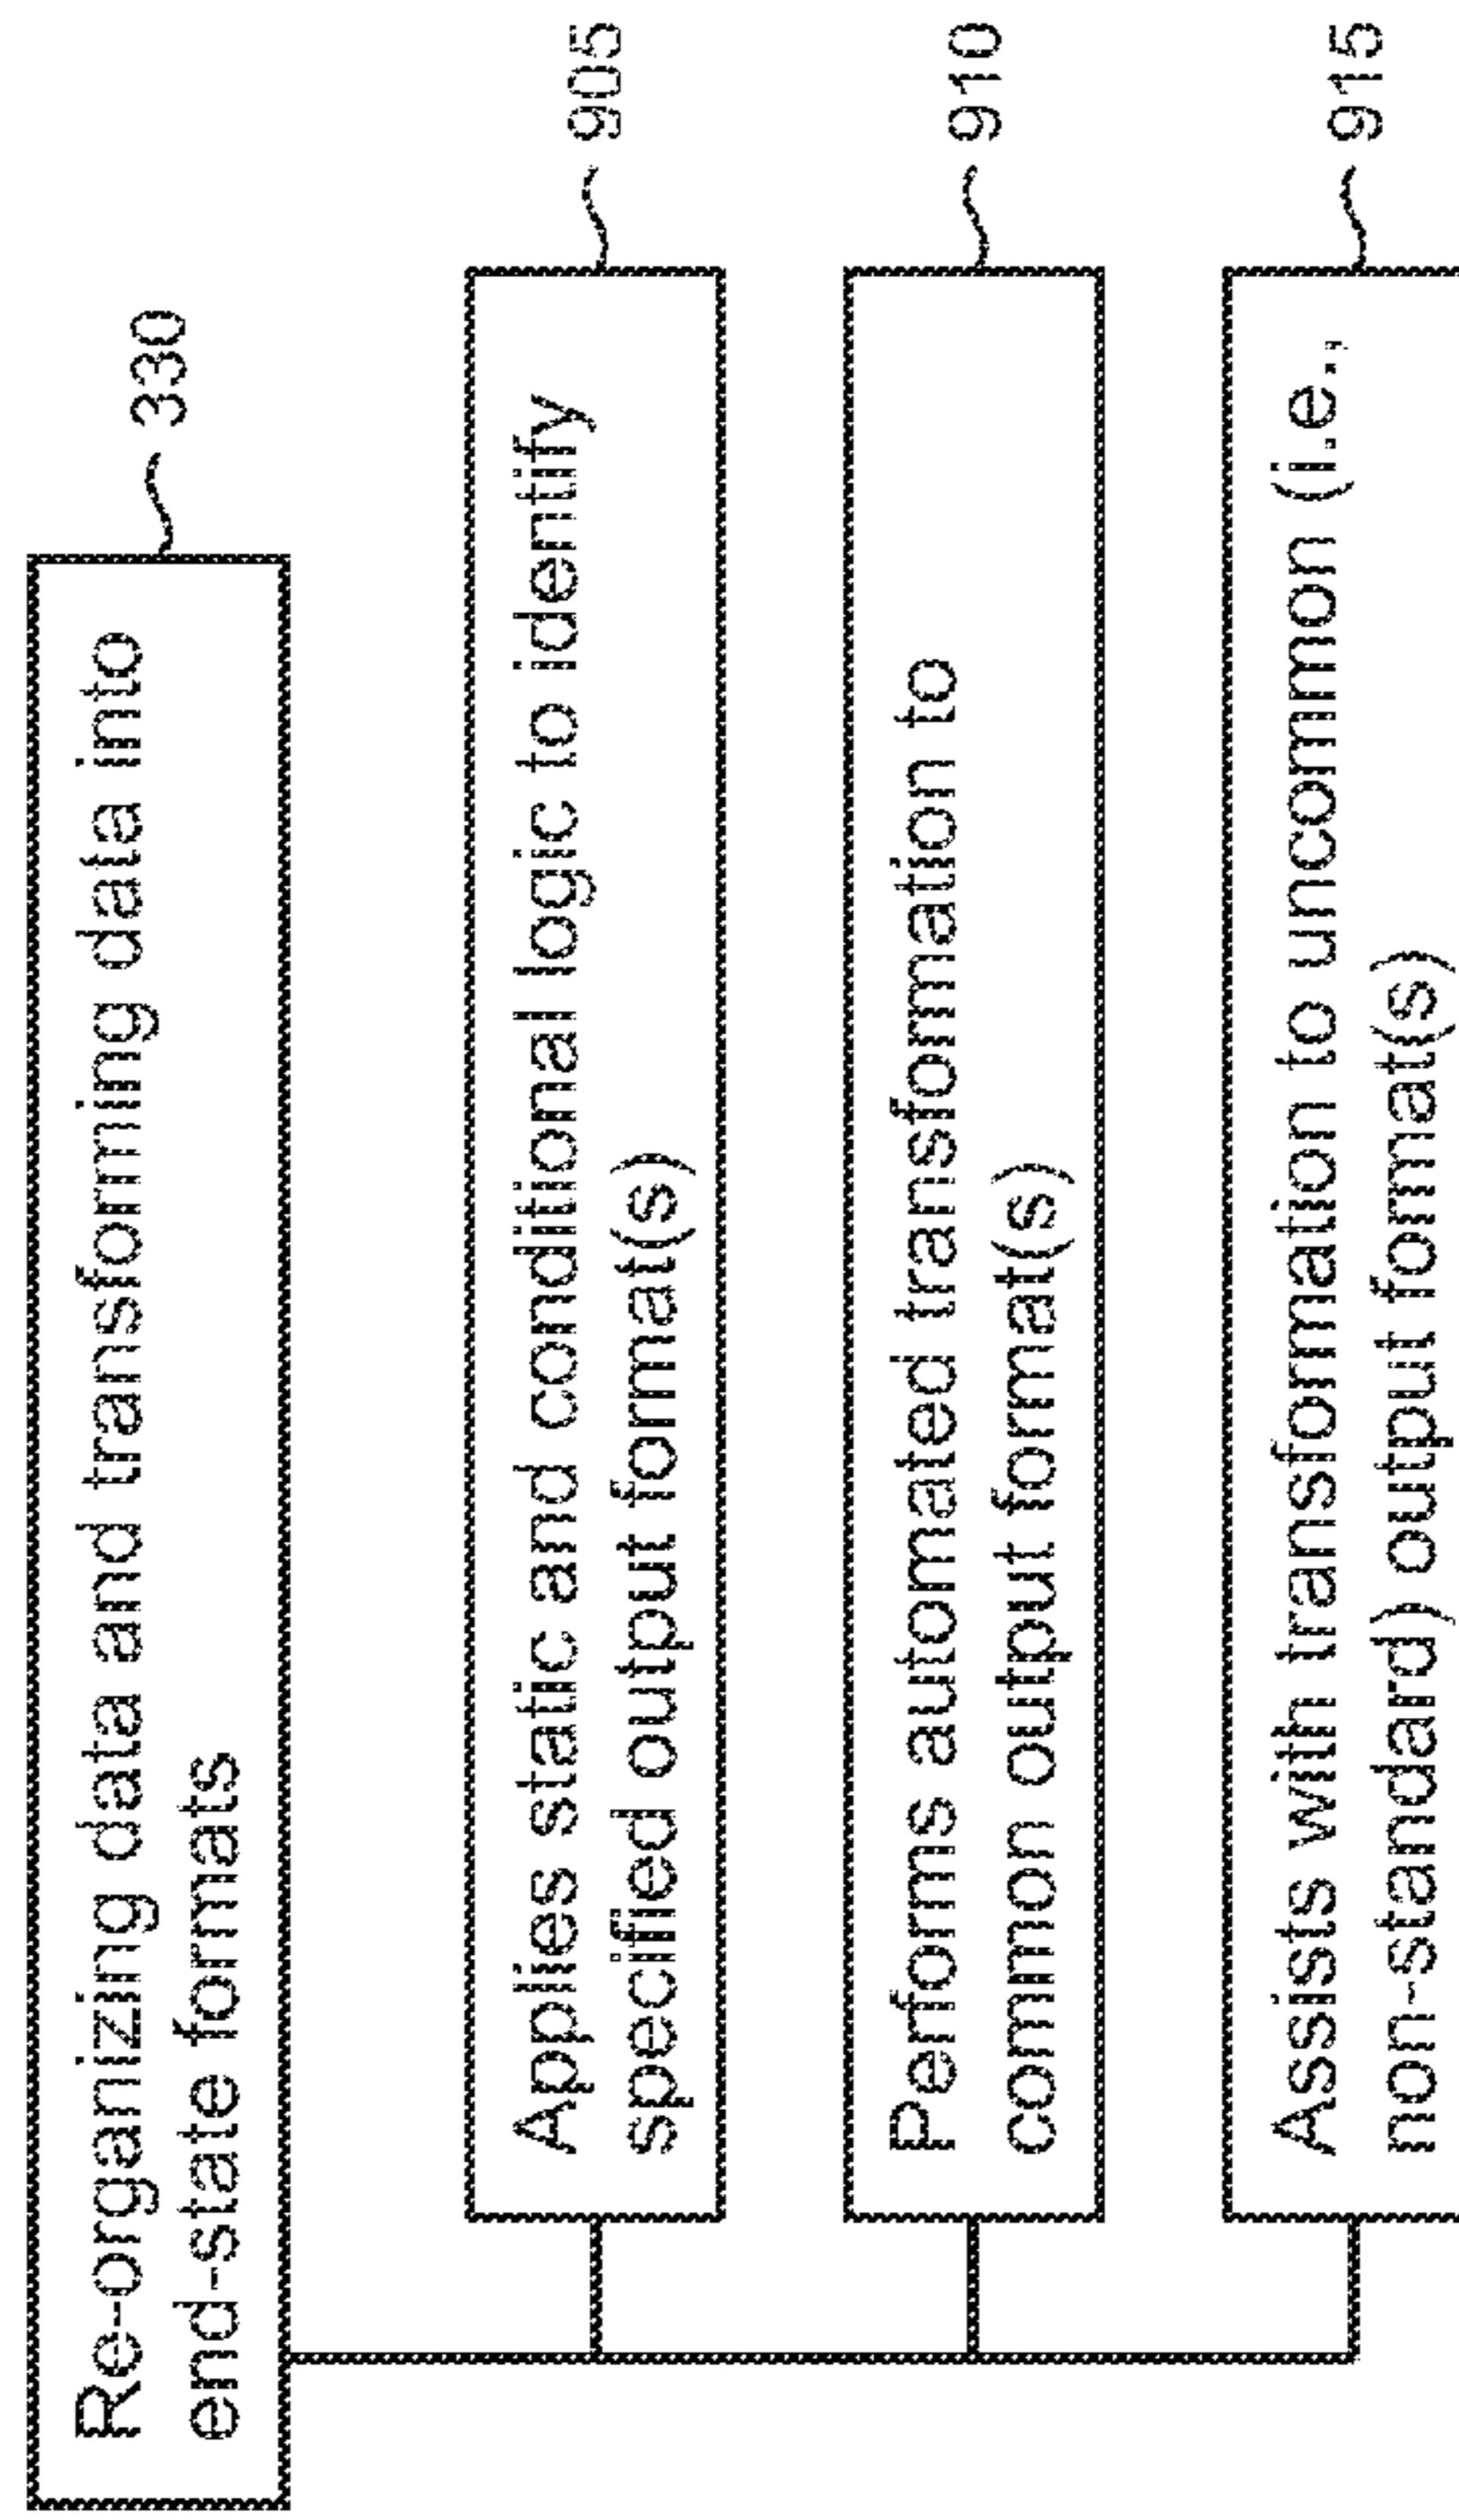 Re-organizing data and transforming data into
end-state formats
330
Applies static and conditional logic to identify
specified output format(s)
905
Performs automated transformation to
common output format(s)
910
Assists with transformation to uncommon (i.e.,
non-standard) output format(s)
915